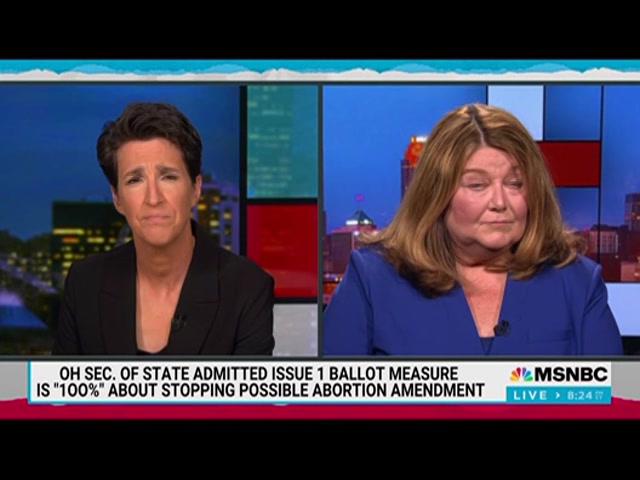 OH SEC. OF STATE ADMITTED ISSUE 1 BALLOT MEASURE
IS "100%" ABOUT STOPPING POSSIBLE ABORTION AMENDMENT
MSNBC
LIVE 8:24